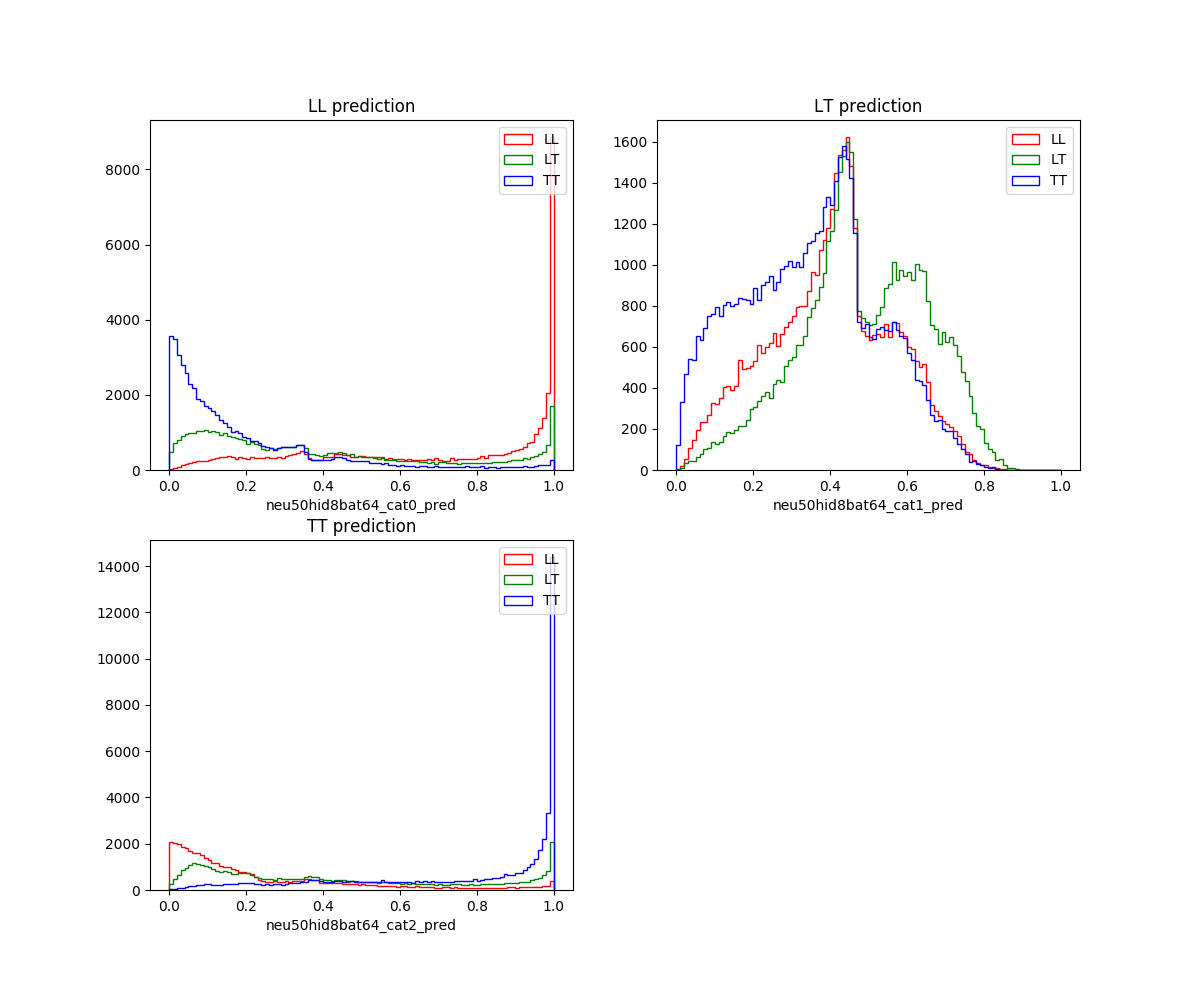 LL prediction
LL
LT
TT
8000
6000
4000
2000
0
0.0 0.2 0.4 0.6 0.8 1.0
neu50hid8bat64_cat0_pred
LT prediction
LL
LT
TT
1600
1400
1200
1000
800
600
400
200
0
0.0 0.2 0.4 0.6 0.8 1.0
neu50hid8bat64_cat1_pred
TT prediction
LL
LT
TT
14000
12000
10000
8000
6000
4000
2000
0
0.0 0.2 0.4 0.6 0.8 1.0
neu50hid8bat64_cat2_pred